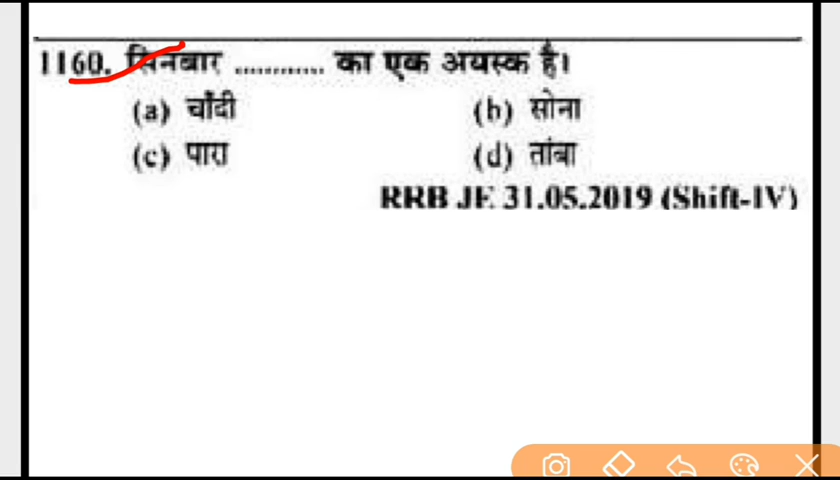 1160. सिनबार ............ का एक अयस्क है।
(a) चाँदी (b) सोना
(c) पारा (d) तांबा
RRB JE 31.05.2019 (Shift-IV)